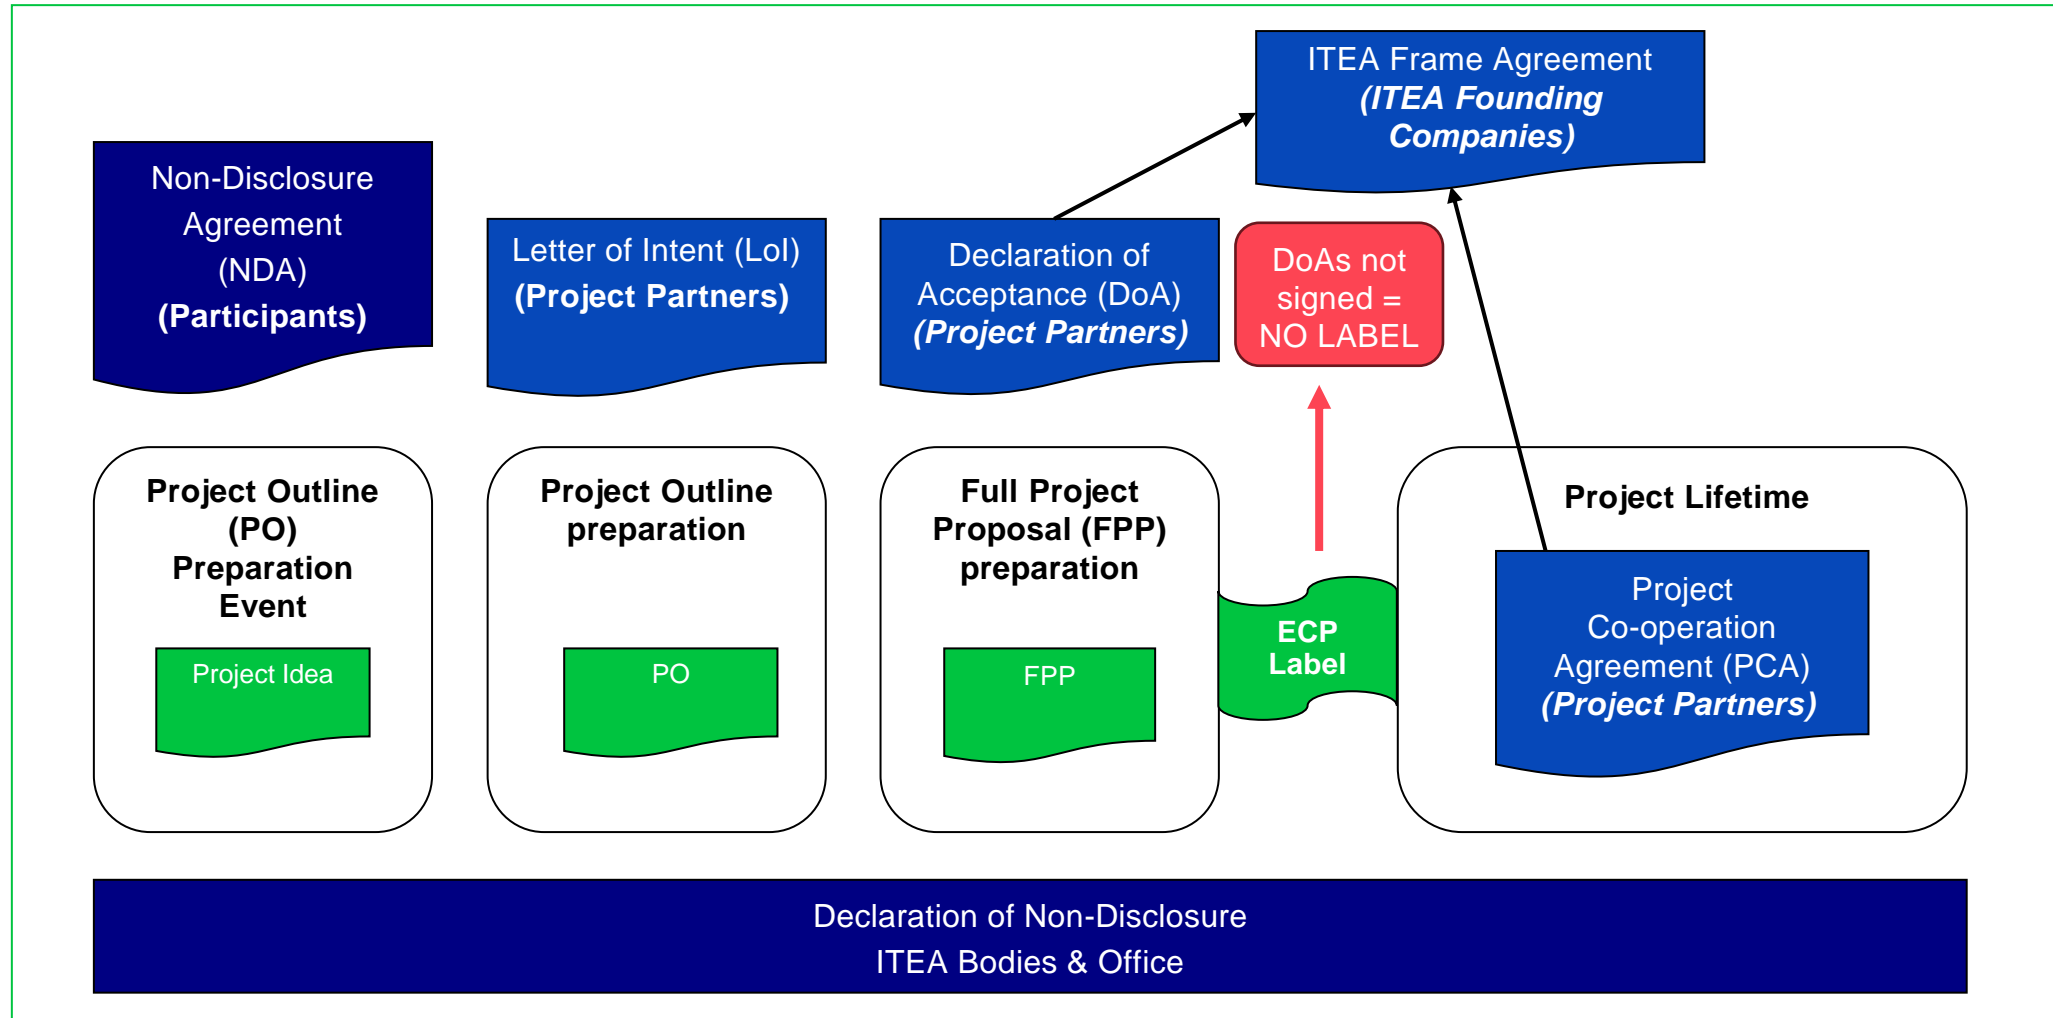 ITEA Frame Agreement
(ITEA Founding
Companies)
Non-Disclosure
Agreement
(NDA)
(Participants)
Letter of Intent (LoI)
(Project Partners)
Declaration of
Acceptance (DoA)
(Project Partners)
DoAs not
signed =
NO LABEL
Project Outline
(PO)
Preparation
Event
Project Idea
Project Outline
preparation
PO
Full Project
Proposal (FPP)
preparation
FPP
ECP
Label
Project Lifetime
Project
Co-operation
Agreement (PCA)
(Project Partners)
Declaration of Non-Disclosure
ITEA Bodies & Office